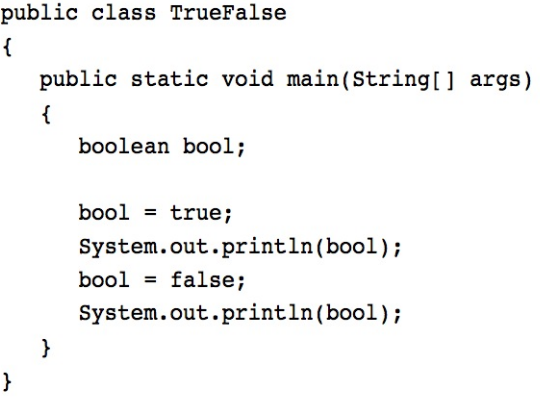 public class TrueFalse
{
   public static void main(String[] args)
   {
      boolean bool;

      bool = true;
      System.out.println(bool);
      bool = false;
      System.out.println(bool);
   }
}